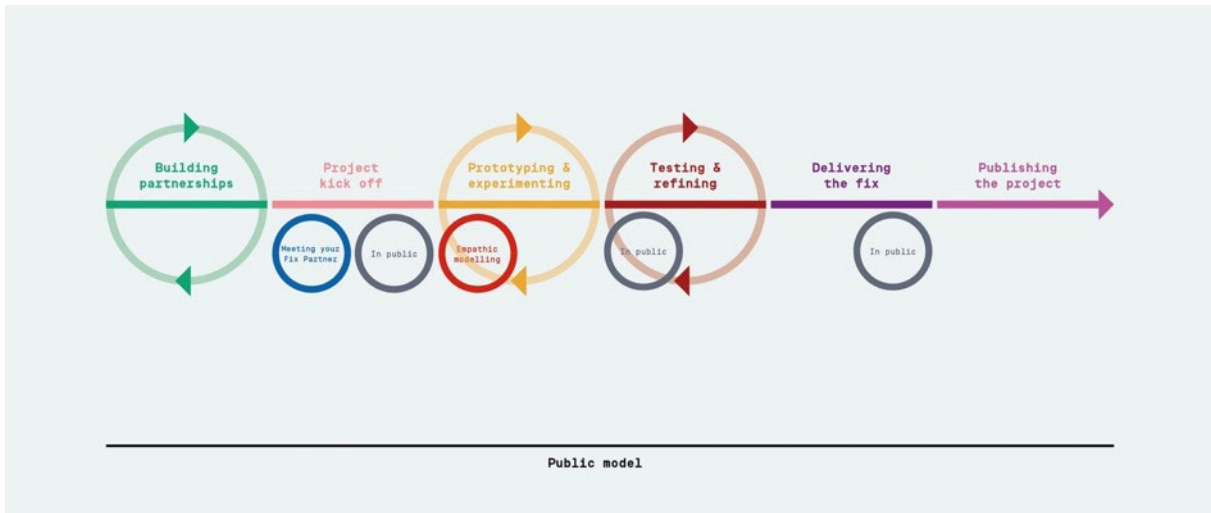 Building
partnerships
Project
kick off
Prototyping &
experimenting
Testing &
refining
Delivering
the fix
Publishing
the project
Meeting your
Fix Partner
In public
Empathic
modelling
In public
In public
Public model